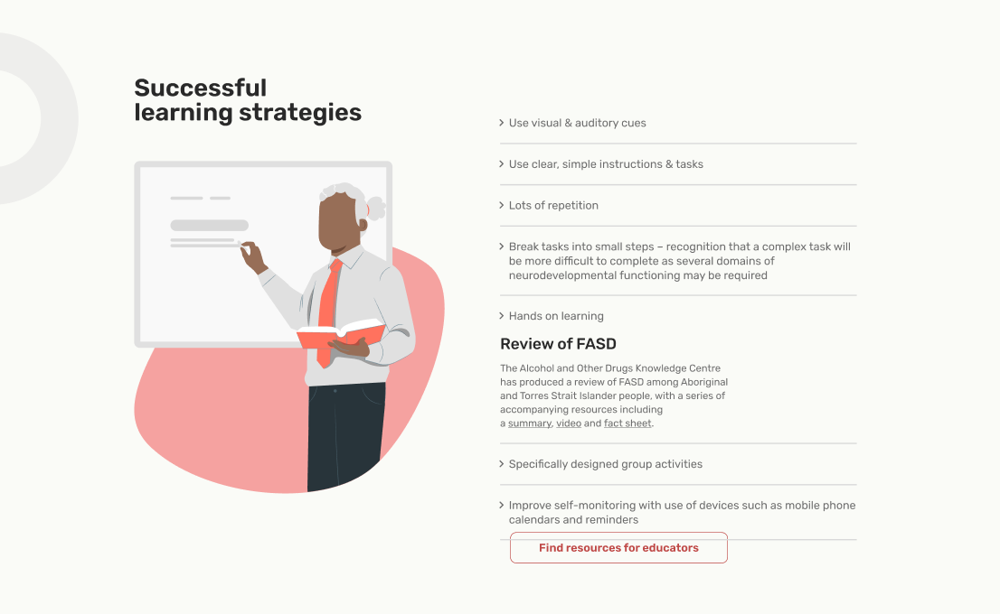 Successful
learning strategies
Use visual & auditory cues
Use clear, simple instructions & tasks
Lots of repetition
Break tasks into small steps – recognition that a complex task will
be more difficult to complete as several domains of
neurodevelopmental functioning may be required
Hands on learning
Review of FASD
The Alcohol and Other Drugs Knowledge Centre
has produced a review of FASD among Aboriginal
and Torres Strait Islander people, with a series of
accompanying resources including
a summary, video and fact sheet.
Specifically designed group activities
Improve self-monitoring with use of devices such as mobile phone
calendars and reminders
Find resources for educators